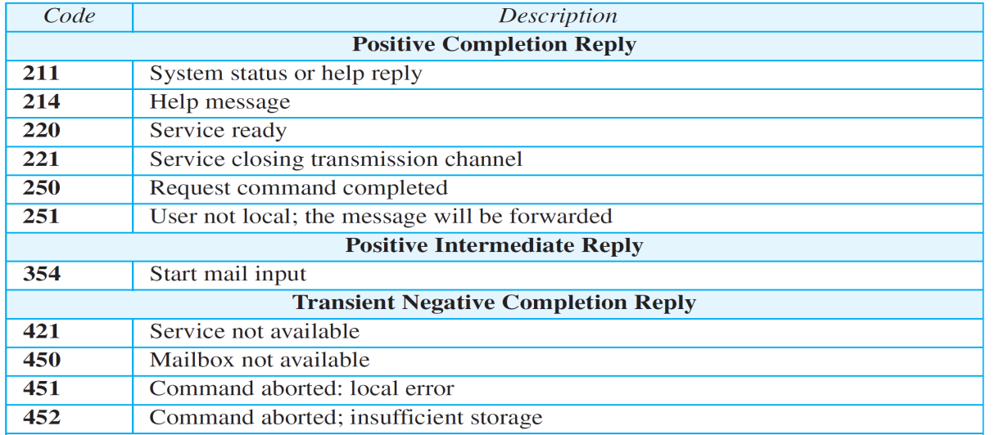 Code Description
Positive Completion Reply
211 System status or help reply
214 Help message
220 Service ready
221 Service closing transmission channel
250 Request command completed
251 User not local; the message will be forwarded
Positive Intermediate Reply
354 Start mail input
Transient Negative Completion Reply
421 Service not available
450 Mailbox not available
451 Command aborted: local error
452 Command aborted; insufficient storage